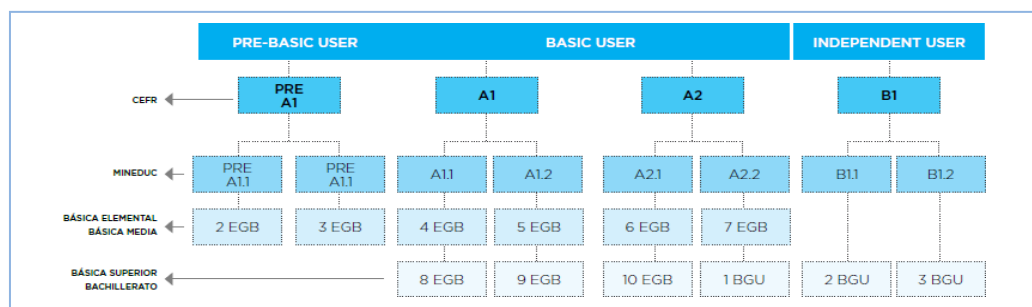 PRE-BASIC USER BASIC USER INDEPENDENT USER
CEFR PRE A1 A1 A2 B1
MINEDUC PRE A1.1 PRE A1.1 A1.1 A1.2 A2.1 A2.2 B1.1 B1.2
BÁSICA ELEMENTAL
BÁSICA MEDIA 2 EGB 3 EGB 4 EGB 5 EGB 6 EGB 7 EGB
BÁSICA SUPERIOR
BACHILLERATO 8 EGB 9 EGB 10 EGB 1 BGU 2 BGU 3 BGU